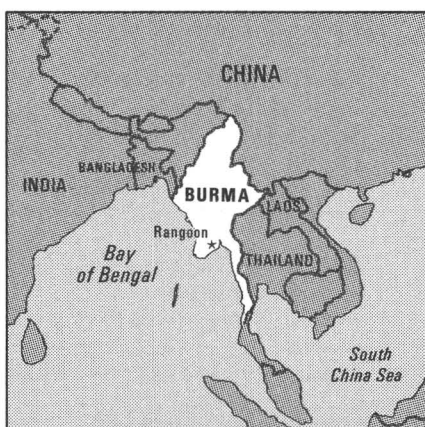 CHINA
BANGLADESH
INDIA
BURMA
LAOS
Rangoon
Bay
of Bengal
THAILAND
South
China Sea